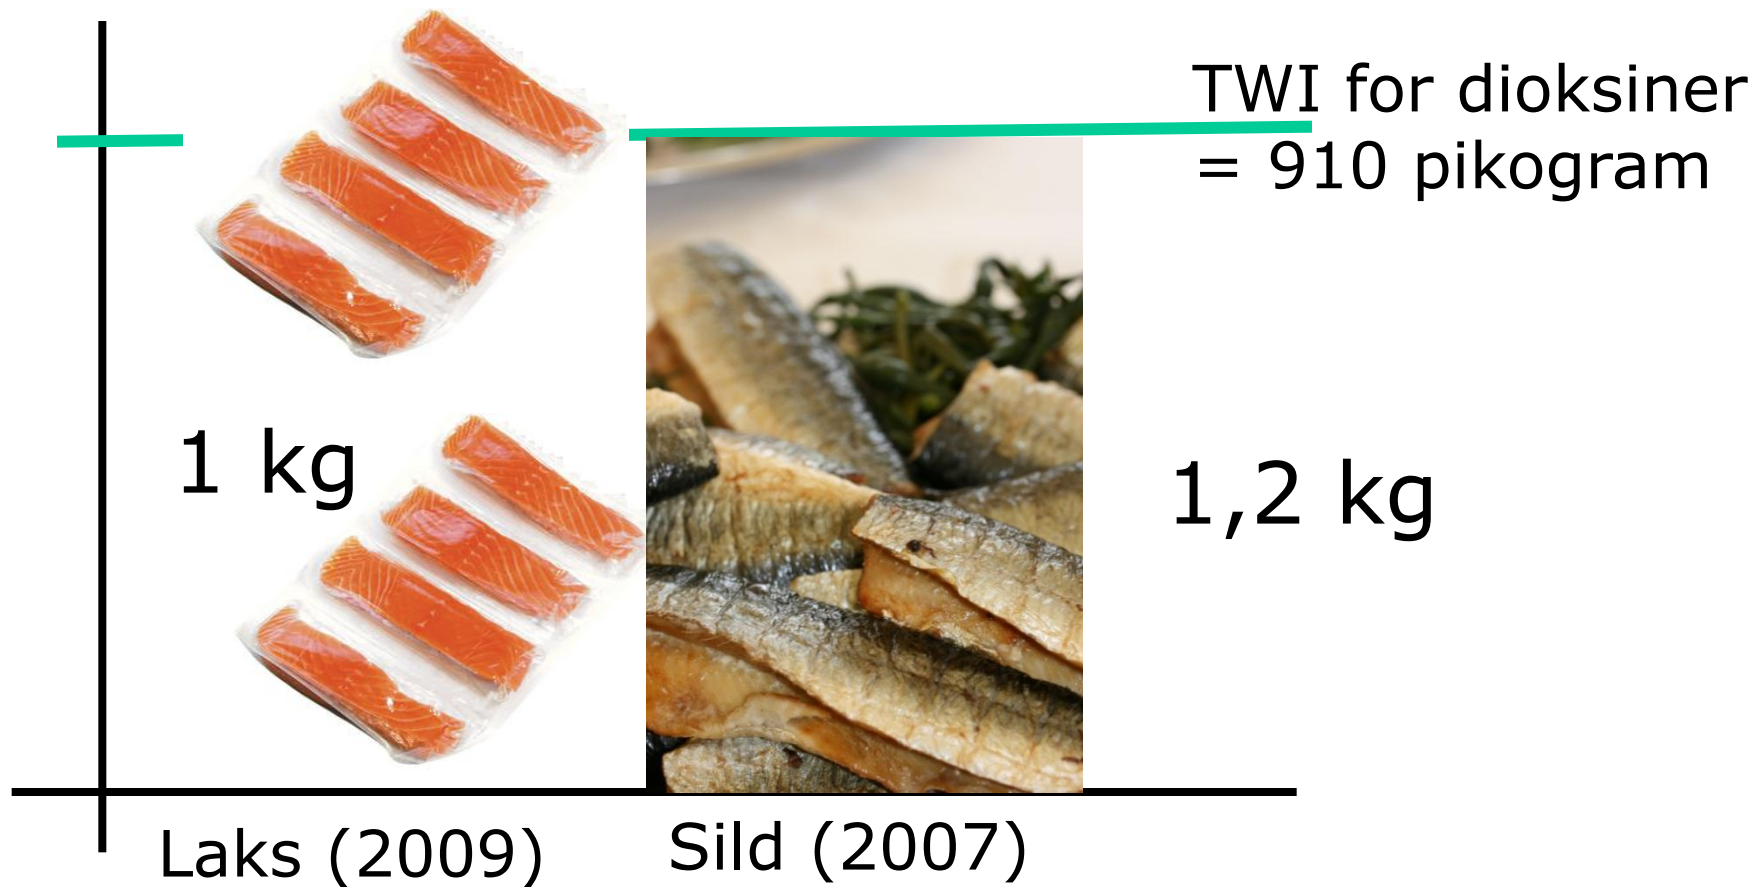 TWI for dioksiner
= 910 pikogram
1 kg
1,2 kg
Laks (2009)
Sild (2007)